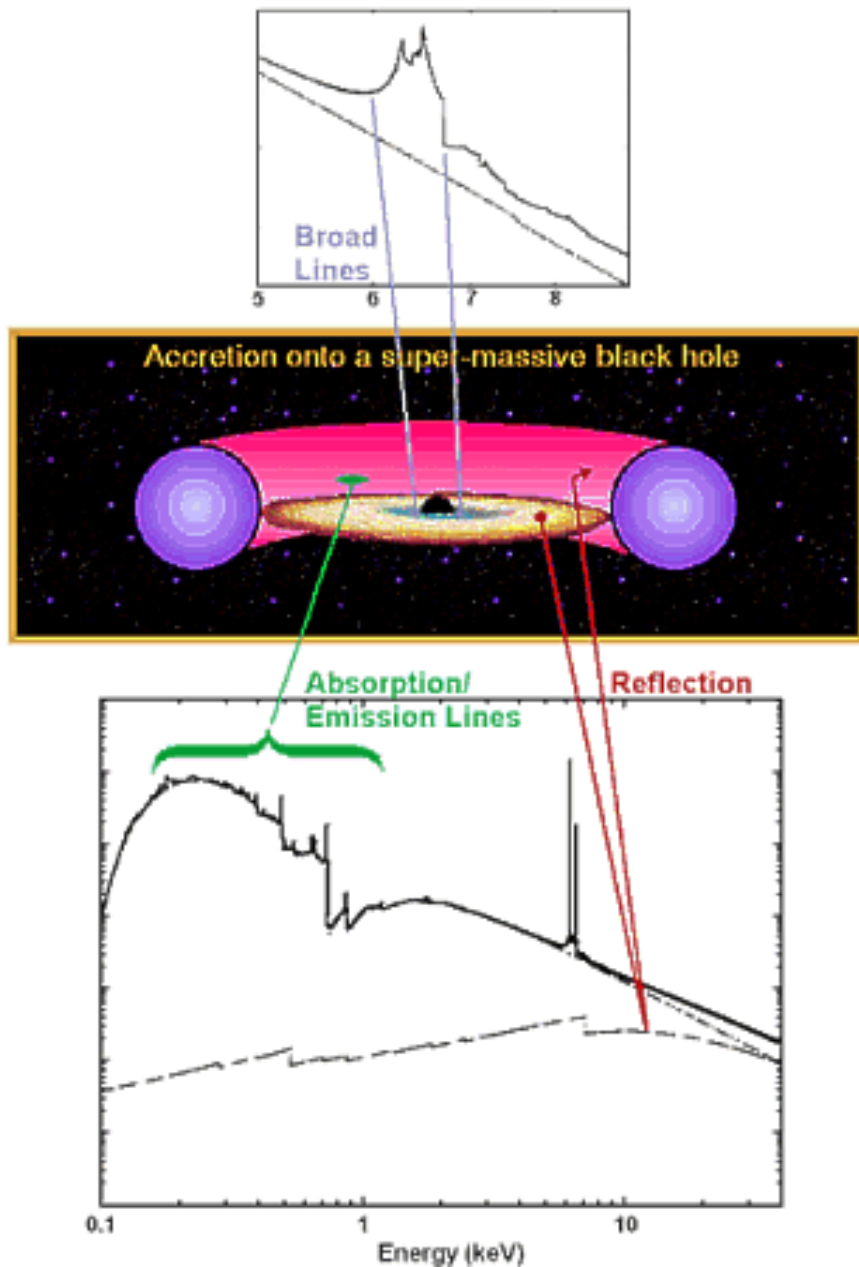 Broad
Lines
5 6 7 8
Accretion onto a super-massive black hole
Absorption/
Emission Lines
Reflection
0.1 1 10
Energy (keV)